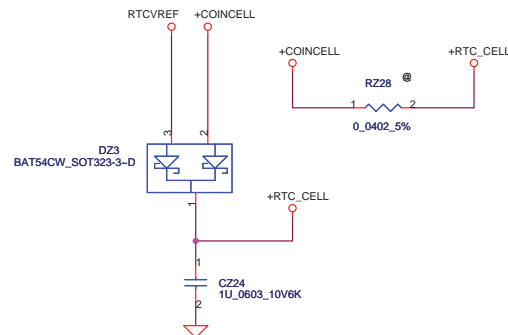 RTCVREF
+COINCELL
3
2
DZ3
BAT54CW_SOT323-3~D
1
+RTC_CELL
1
CZ24
1U_0603_10V6K
2
+COINCELL
+RTC_CELL
RZ28
@
1
2
0_0402_5%